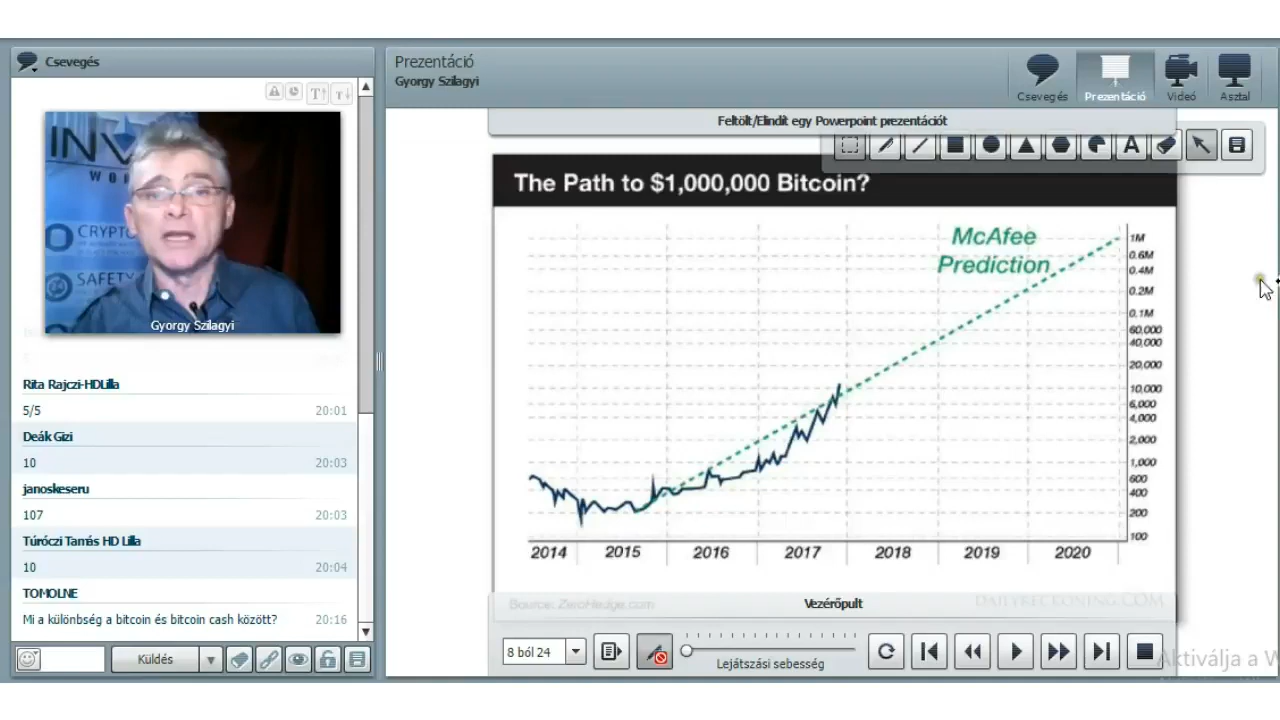 Csevegés
INV
WO
CRYPTO
SAFETY
Gyorgy Szilagyi
Rita Rajczi-HDLilla
5/5 20:01
Deák Gizi
10 20:03
janoskeseru
107 20:03
Túróczi Tamás HD Lilla
10 20:04
TOMOLNE
Mi a különbség a bitcoin és bitcoin cash között? 20:16
Küldés
Prezentáció
Gyorgy Szilagyi
Csevegés Prezentáció Videó Asztal
Feltölt/Elindít egy Powerpoint prezentációt
The Path to $1,000,000 Bitcoin?
McAfee
Prediction
1M
0.6M
0.4M
0.2M
0.1M
60,000
40,000
20,000
10,000
6,000
4,000
2,000
1,000
600
400
200
100
2014 2015 2016 2017 2018 2019 2020
Source: ZeroHedge.com
DAILYRECKONING.COM
Vezérőpult
8 ból 24
Lejátszási sebesség
Aktiválja a W